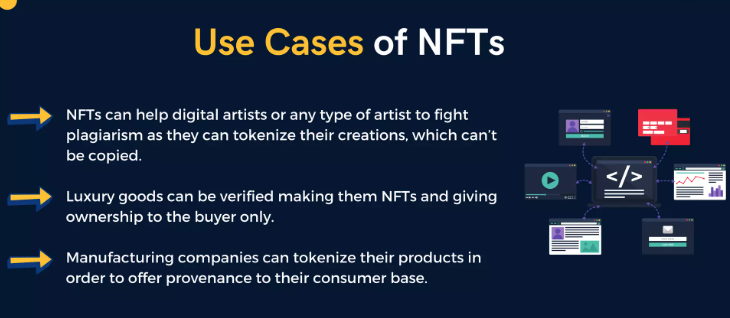 Use Cases of NFTs
NFTs can help digital artists or any type of artist to fight
plagiarism as they can tokenize their creations, which can't
be copied.
Luxury goods can be verified making them NFTs and giving
ownership to the buyer only.
Manufacturing companies can tokenize their products in
order to offer provenance to their consumer base.